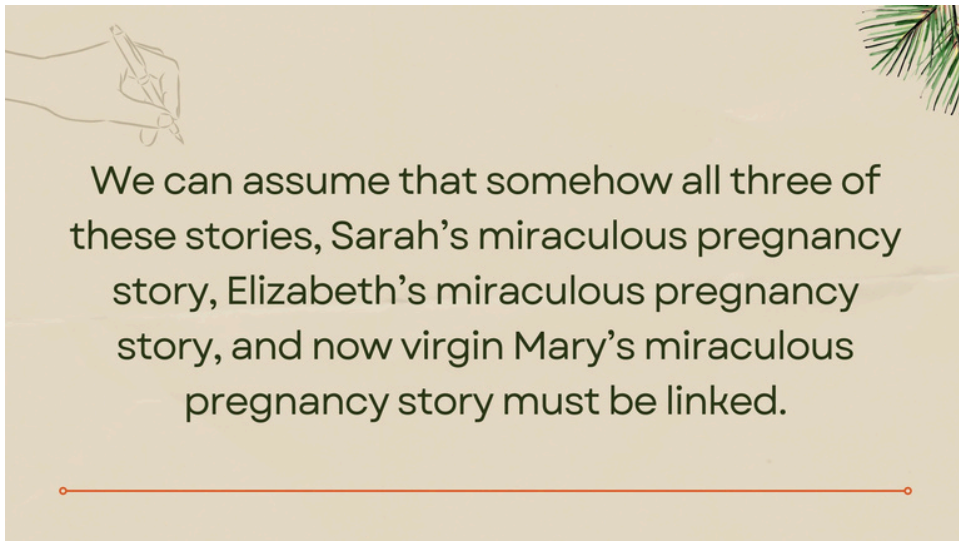 We can assume that somehow all three of
these stories, Sarah’s miraculous pregnancy
story, Elizabeth’s miraculous pregnancy
story, and now virgin Mary’s miraculous
pregnancy story must be linked.